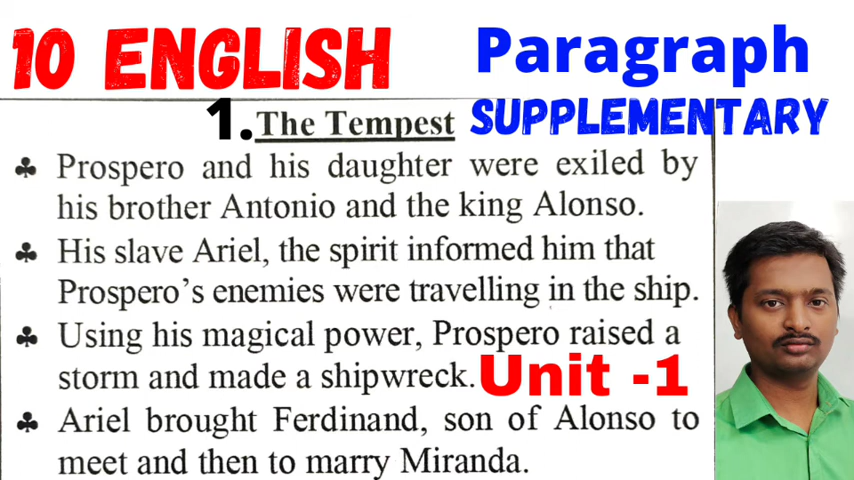 10 ENGLISH
Paragraph
SUPPLEMENTARY
1. The Tempest
♣ Prospero and his daughter were exiled by
his brother Antonio and the king Alonso.
♣ His slave Ariel, the spirit informed him that
Prospero's enemies were travelling in the ship.
♣ Using his magical power, Prospero raised a
storm and made a shipwreck.
Unit -1
♣ Ariel brought Ferdinand, son of Alonso to
meet and then to marry Miranda.